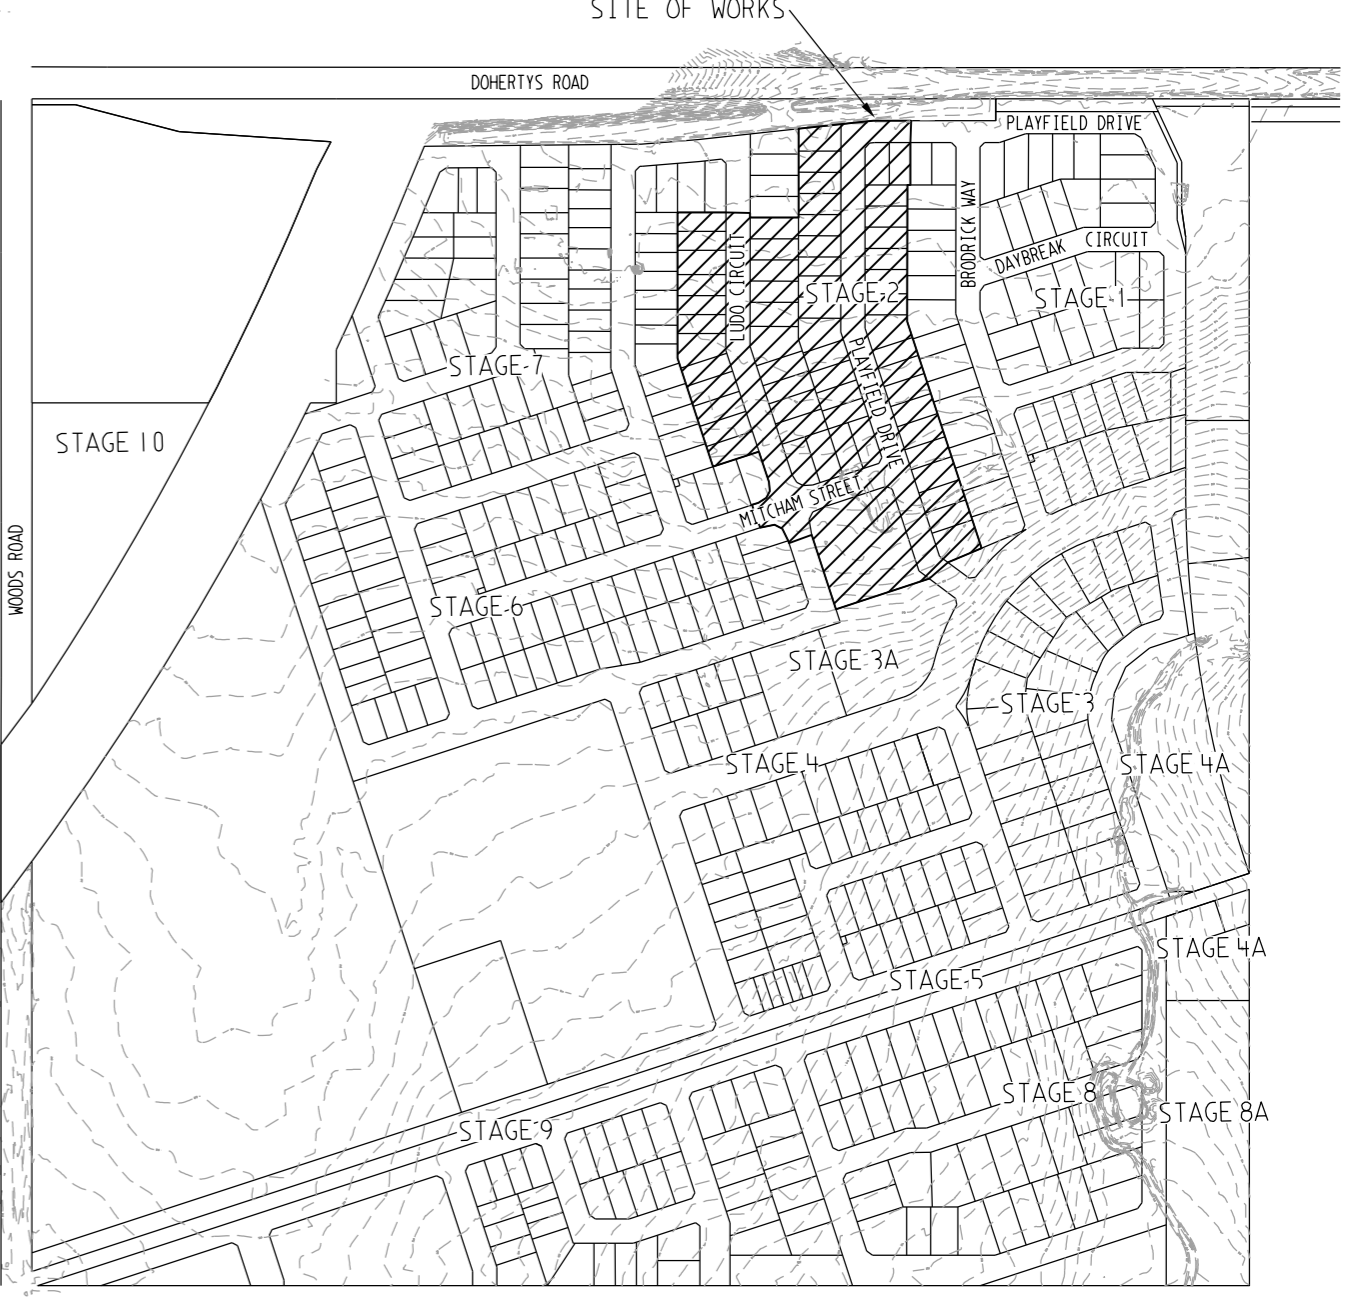 SITE OF WORKS
DOHERTYS ROAD
PLAYFIELD DRIVE
BRODRICK WAY
DAYBREAK CIRCUIT
LUDO CIRCUIT
STAGE 2
STAGE 1
PLAYFIELD DRIVE
STAGE 7
STAGE 10
MITCHAM STREET
WOODS ROAD
STAGE 6
STAGE 3A
STAGE 3
STAGE 4
STAGE 4A
STAGE 4A
STAGE 5
STAGE 8
STAGE 8A
STAGE 9